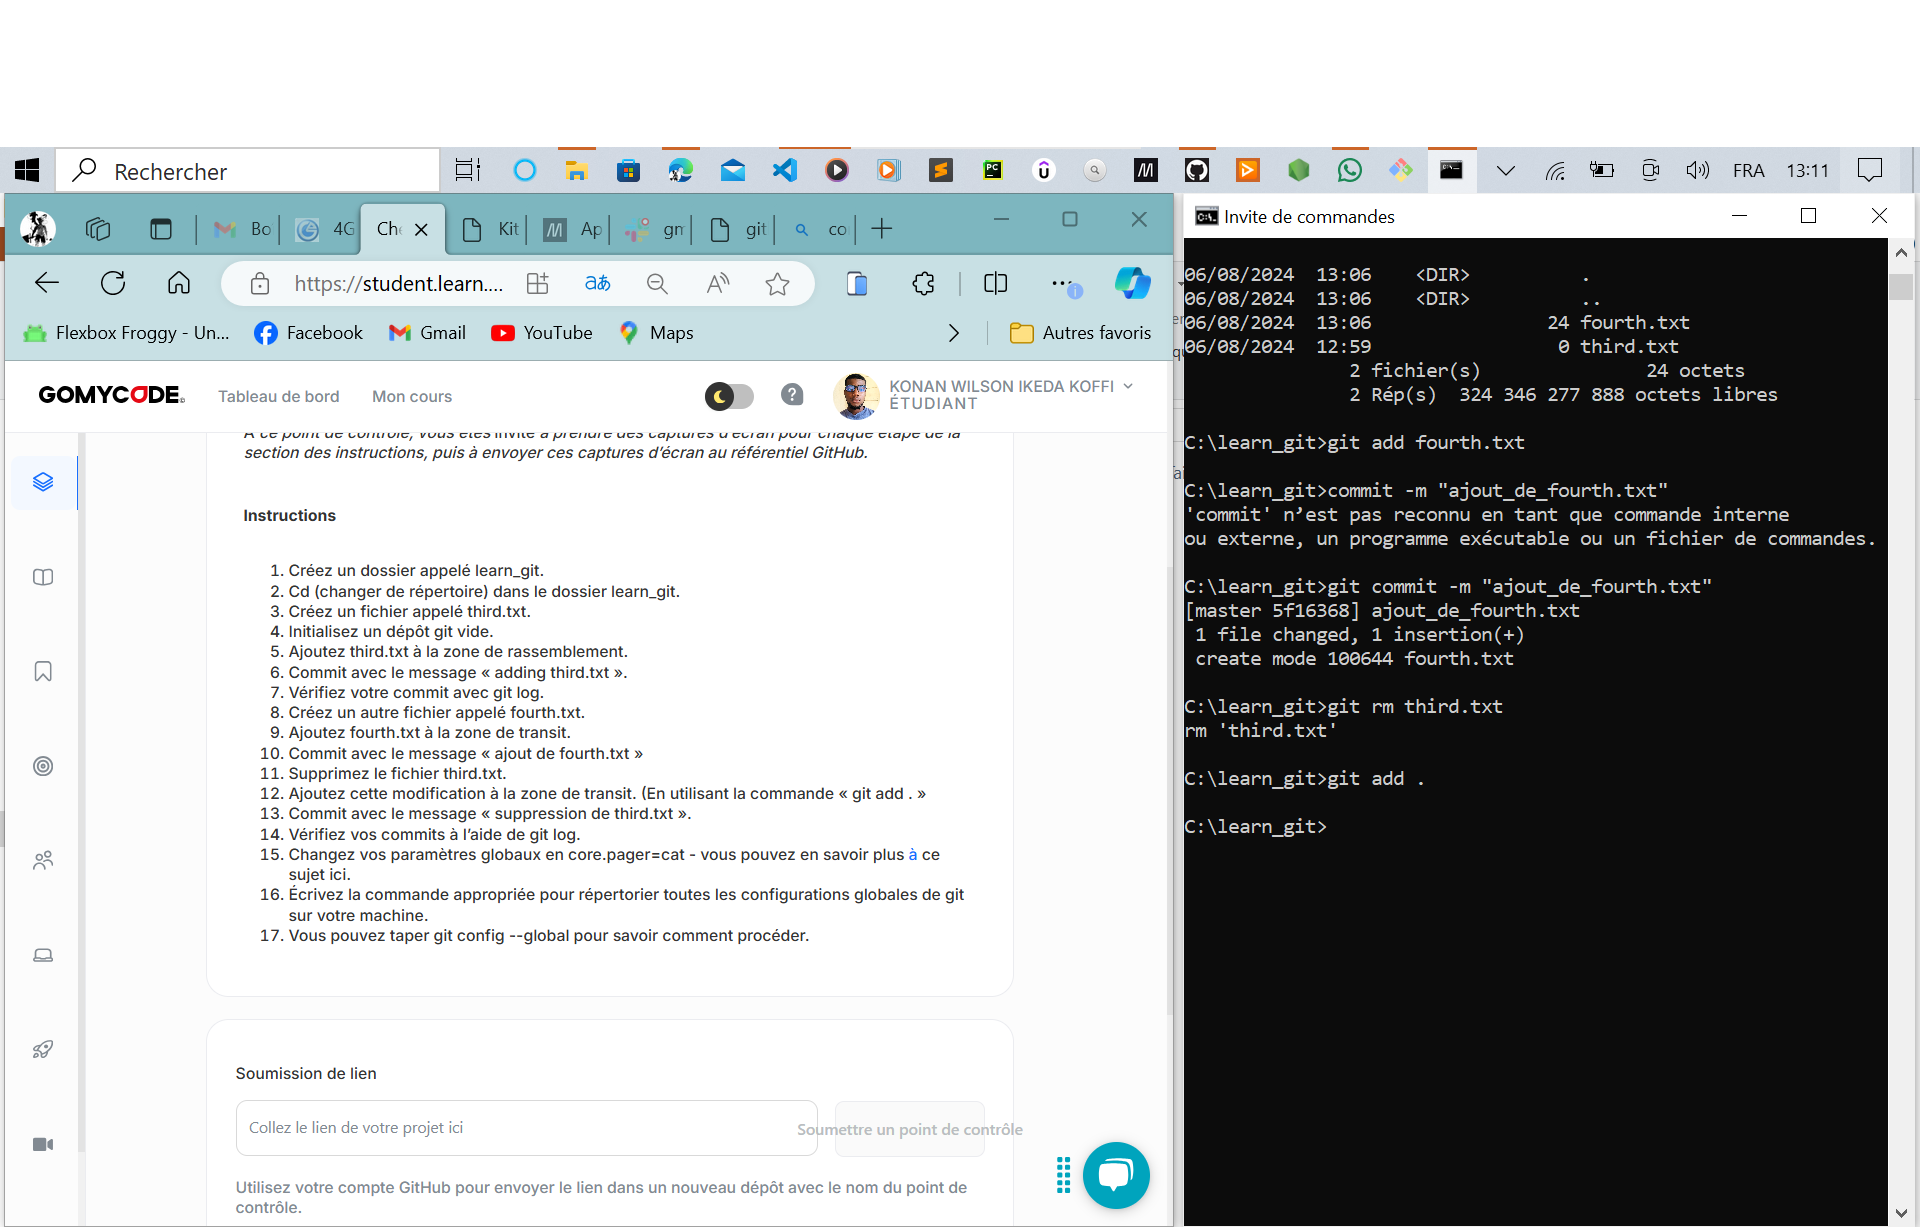 Rechercher
FRA
13:11
Bo
4G
Ch
Kit
Ap
gm
git
co
https://student.learn....
Flexbox Froggy - Un...
Facebook
Gmail
YouTube
Maps
Autres favoris
GOMYCODE
Tableau de bord
Mon cours
KONAN WILSON IKEDA KOFFI
ÉTUDIANT
A ce point de contrôle, vous êtes invité à prendre des captures d'écran pour chaque étape de la
section des instructions, puis à envoyer ces captures d'écran au référentiel GitHub.
Instructions
1. Créez un dossier appelé learn_git.
2. Cd (changer de répertoire) dans le dossier learn_git.
3. Créez un fichier appelé third.txt.
4. Initialisez un dépôt git vide.
5. Ajoutez third.txt à la zone de rassemblement.
6. Commit avec le message « adding third.txt ».
7. Vérifiez votre commit avec git log.
8. Créez un autre fichier appelé fourth.txt.
9. Ajoutez fourth.txt à la zone de transit.
10. Commit avec le message « ajout de fourth.txt »
11. Supprimez le fichier third.txt.
12. Ajoutez cette modification à la zone de transit. (En utilisant la commande « git add . »
13. Commit avec le message « suppression de third.txt ».
14. Vérifiez vos commits à l'aide de git log.
15. Changez vos paramètres globaux en core.pager=cat - vous pouvez en savoir plus à ce
sujet ici.
16. Écrivez la commande appropriée pour répertorier toutes les configurations globales de git
sur votre machine.
17. Vous pouvez taper git config --global pour savoir comment procéder.
Soumission de lien
Collez le lien de votre projet ici
Soumettre un point de contrôle
Utilisez votre compte GitHub pour envoyer le lien dans un nouveau dépôt avec le nom du point de
contrôle.
Invite de commandes
06/08/2024  13:06    <DIR>          .
06/08/2024  13:06    <DIR>          ..
06/08/2024  13:06                24 fourth.txt
06/08/2024  12:59                 0 third.txt
2 fichier(s)               24 octets
2 Rép(s)  324 346 277 888 octets libres
C:\learn_git>git add fourth.txt
C:\learn_git>commit -m "ajout_de_fourth.txt"
'commit' n’est pas reconnu en tant que commande interne
ou externe, un programme exécutable ou un fichier de commandes.
C:\learn_git>git commit -m "ajout_de_fourth.txt"
[master 5f16368] ajout_de_fourth.txt
1 file changed, 1 insertion(+)
create mode 100644 fourth.txt
C:\learn_git>git rm third.txt
rm 'third.txt'
C:\learn_git>git add .
C:\learn_git>